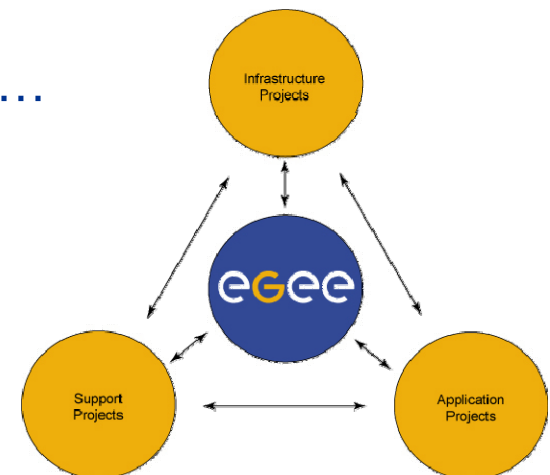 ...
Infrastructure
Projects
eGee
Support
Projects
Application
Projects